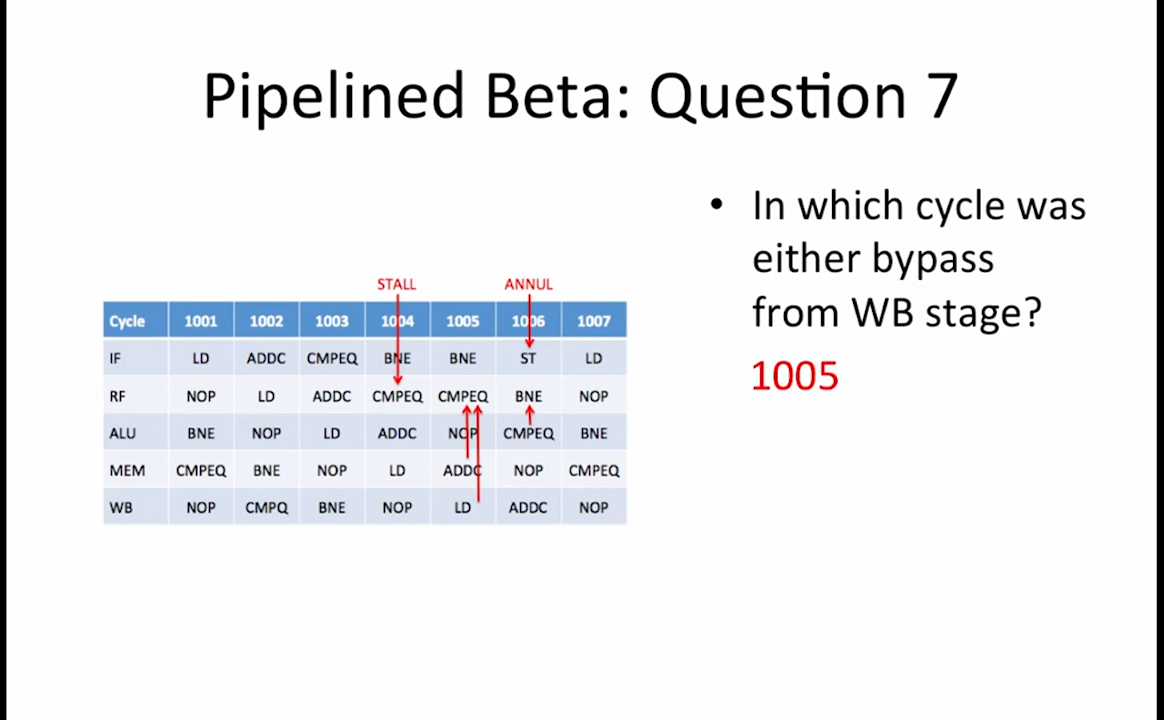 Pipelined Beta: Question 7
• In which cycle was
either bypass
from WB stage?
1005
STALL ANNUL
Cycle 1001 1002 1003 1004 1005 1006 1007
IF LD ADDC CMPEQ BNE BNE ST LD
RF NOP LD ADDC CMPEQ CMPEQ BNE NOP
ALU BNE NOP LD ADDC NOP CMPEQ BNE
MEM CMPEQ BNE NOP LD ADDC NOP CMPEQ
WB NOP CMPQ BNE NOP LD ADDC NOP